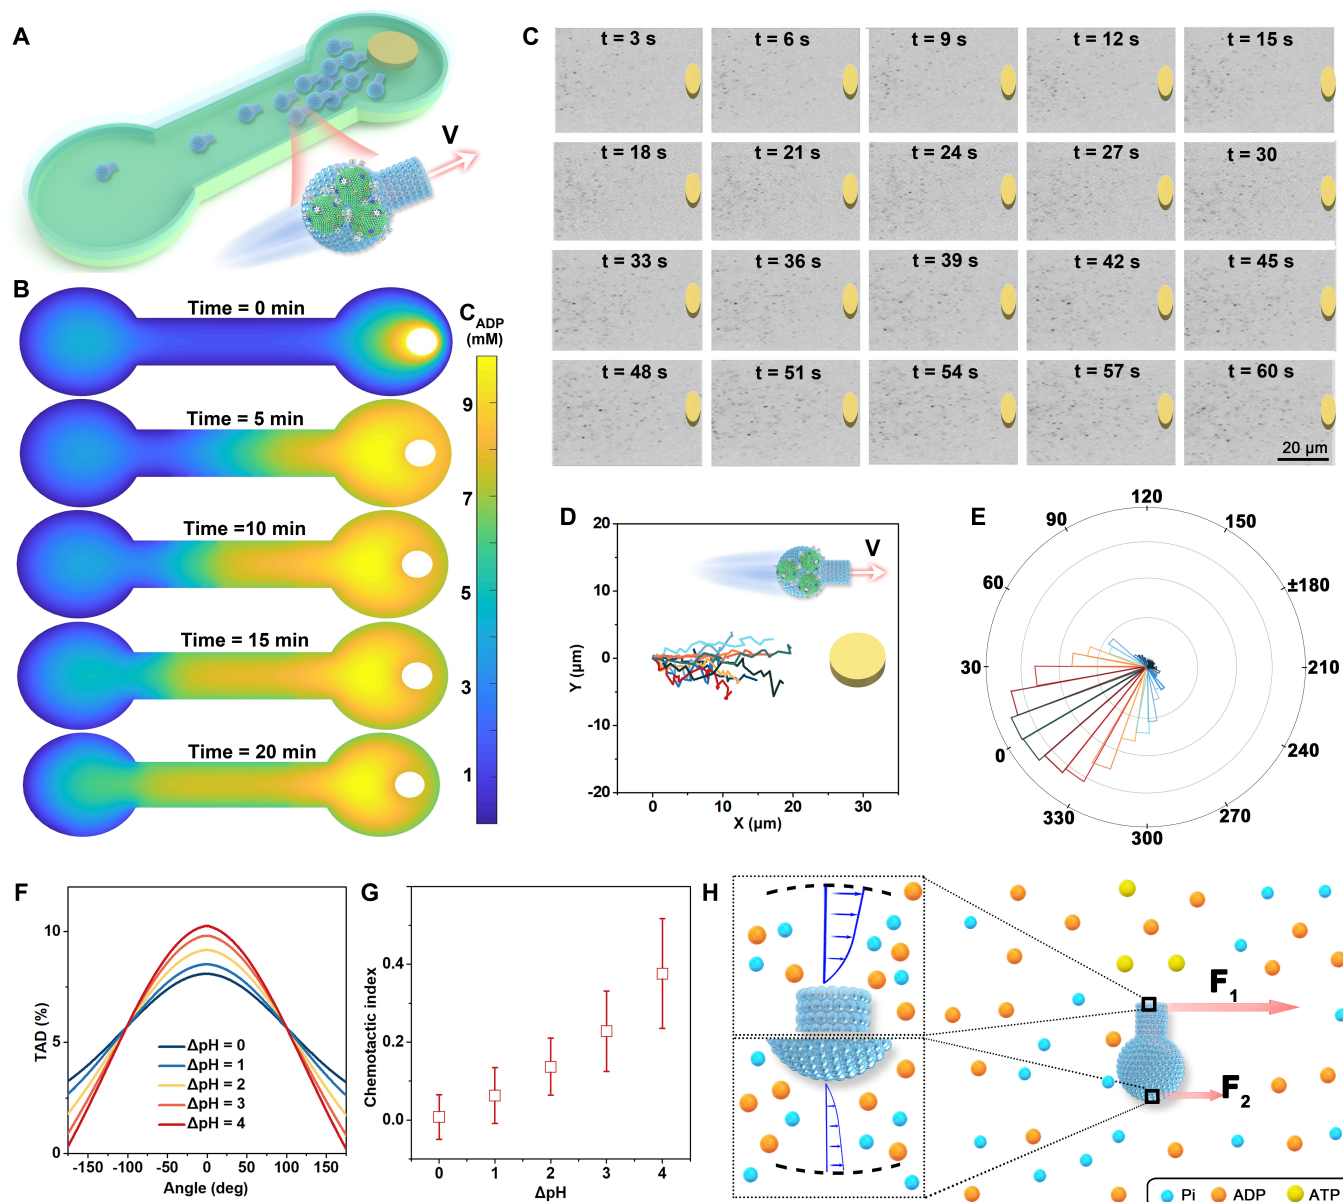 A
V
B
Time = 0 min
C ADP
(mM)
Time = 5 min
Time =10 min
Time = 15 min
Time = 20 min
9
7
5
3
1
C
t = 3 s
t = 6 s
t = 9 s
t = 12 s
t = 15 s
t = 18 s
t = 21 s
t = 24 s
t = 27 s
t = 30
t = 33 s
t = 36 s
t = 39 s
t = 42 s
t = 45 s
t = 48 s
t = 51 s
t = 54 s
t = 57 s
t = 60 s
20 µm
D
V
20
10
0
-10
-20
Y (µm)
0 10 20 30
X (µm)
E
120
90
150
60
±180
30
210
0
240
330
270
300
F
10
5
0
TAD (%)
ΔpH = 0
ΔpH = 1
ΔpH = 2
ΔpH = 3
ΔpH = 4
-150 -100 -50 0 50 100 150
Angle (deg)
G
0.4
0.2
0.0
Chemotactic index
0 1 2 3 4
ΔpH
H
F1
F2
Pi ADP ATP